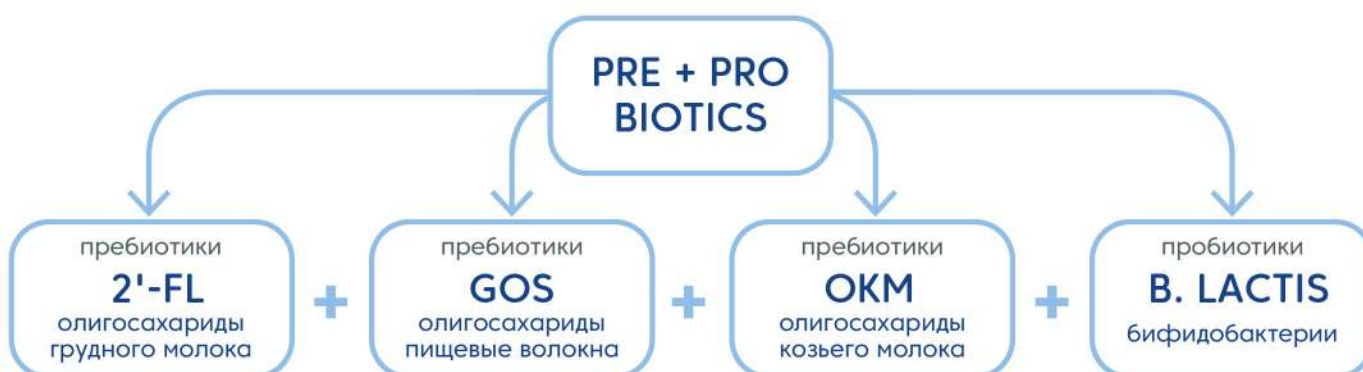 PRE + PRO
BIOTICS
пребиотики
2'-FL
олигосахариды
грудного молока
+
пребиотики
GOS
олигосахариды
пищевые волокна
+
пребиотики
ОКМ
олигосахариды
козьего молока
+
пробиотики
B. LACTIS
бифидобактерии